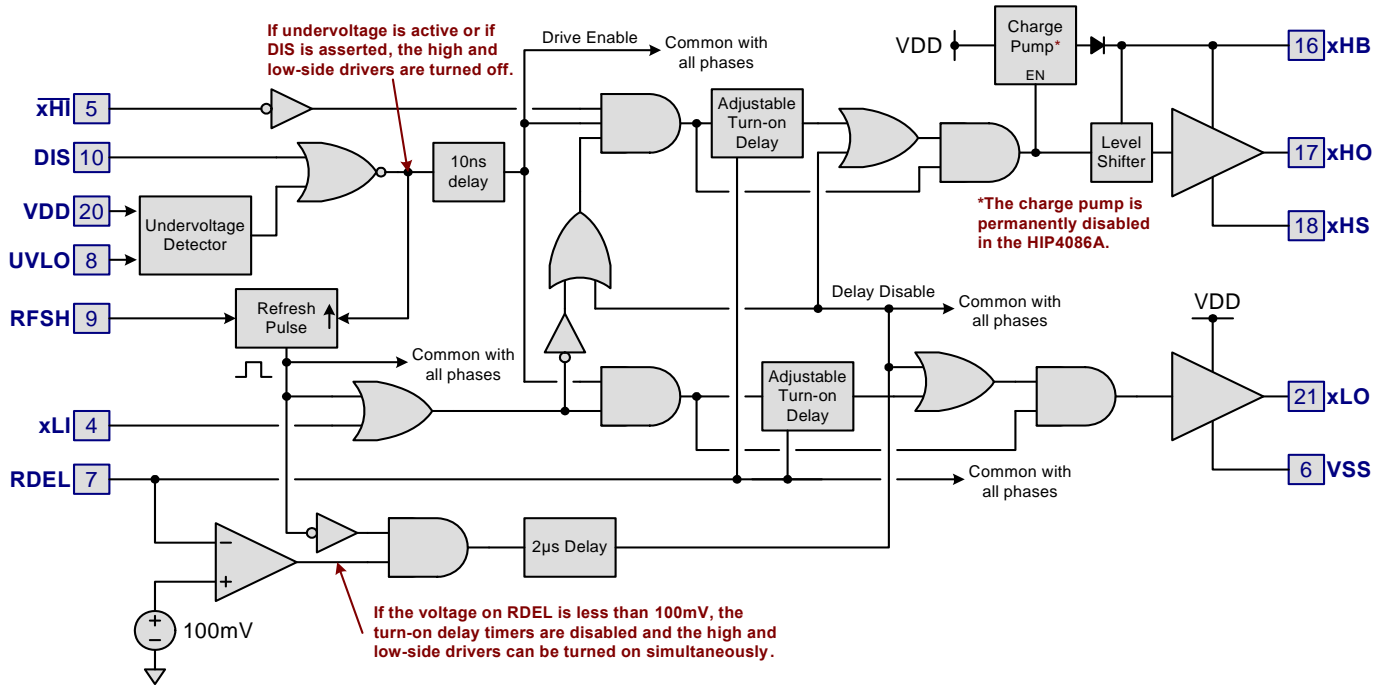 If undervoltage is active or if
DIS is asserted, the high and
low-side drivers are turned off.
Drive Enable
Common with
all phases
VDD
Charge
Pump*
EN
16 xHB
xHI 5
Adjustable
Turn-on
Delay
Level
Shifter
17 xHO
DIS 10
10ns
delay
VDD 20
Undervoltage
Detector
UVLO 8
*The charge pump is
permanently disabled
in the HIP4086A.
18 xHS
RFSH 9
Refresh
Pulse
Delay Disable
Common with
all phases
VDD
Common with
all phases
Adjustable
Turn-on
Delay
21 xLO
xLI 4
RDEL 7
Common with
all phases
6 VSS
−
+
2µs Delay
+
−
100mV
If the voltage on RDEL is less than 100mV, the
turn-on delay timers are disabled and the high and
low-side drivers can be turned on simultaneously.